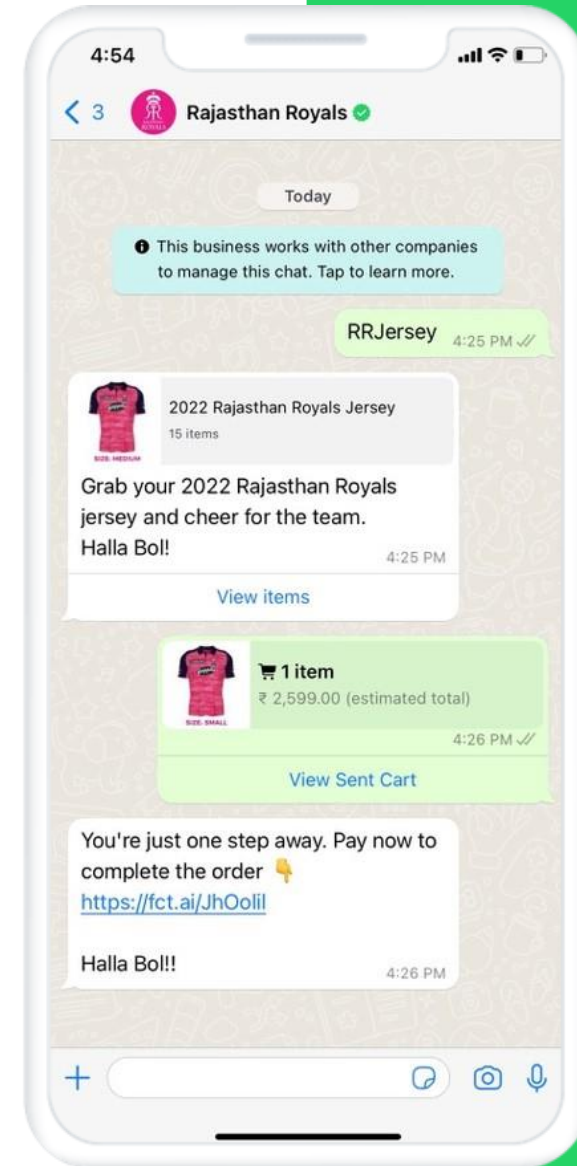 4:54
3
Rajasthan Royals
Today
This business works with other companies
to manage this chat. Tap to learn more.
RRJersey 4:25 PM
2022 Rajasthan Royals Jersey
15 items
SIZE: MEDIUM
Grab your 2022 Rajasthan Royals
jersey and cheer for the team.
Halla Bol!
4:25 PM
View items
1 item
₹ 2,599.00 (estimated total)
SIZE: SMALL
4:26 PM
View Sent Cart
You're just one step away. Pay now to
complete the order 👇
https://fct.ai/JhOolil
Halla Bol!!
4:26 PM